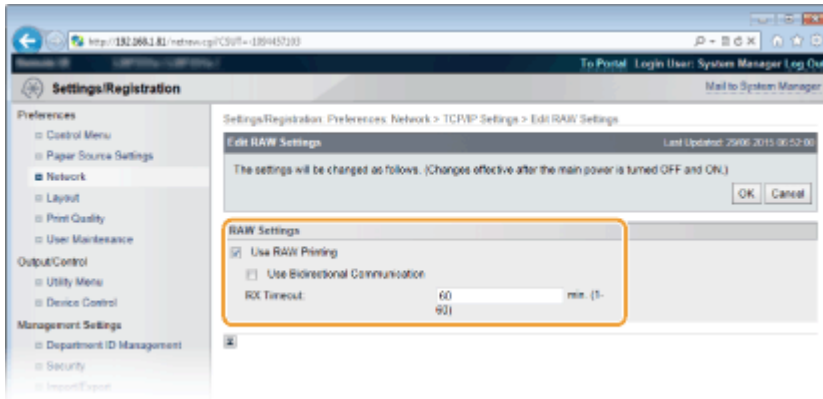 http://192.168.1.81/netrew.cgi?CSUT=-1894457203
To Portal Login User: System Manager Log Ou
Settings/Registration
Mail to System Manager
Preferences
Control Menu
Paper Source Settings
Network
Layout
Print Quality
User Maintenance
Output/Control
Utility Menu
Device Control
Management Settings
Department ID Management
Security
Import/Export
Settings/Registration: Preferences: Network > TCP/IP Settings > Edit RAW Settings
Edit RAW Settings
Last Updated: 29/06 2015 06:52:00
The settings will be changed as follows. (Changes effective after the main power is turned OFF and ON.)
OK Cancel
RAW Settings
Use RAW Printing
Use Bidirectional Communication
RX Timeout: 60 min. (1-
60)